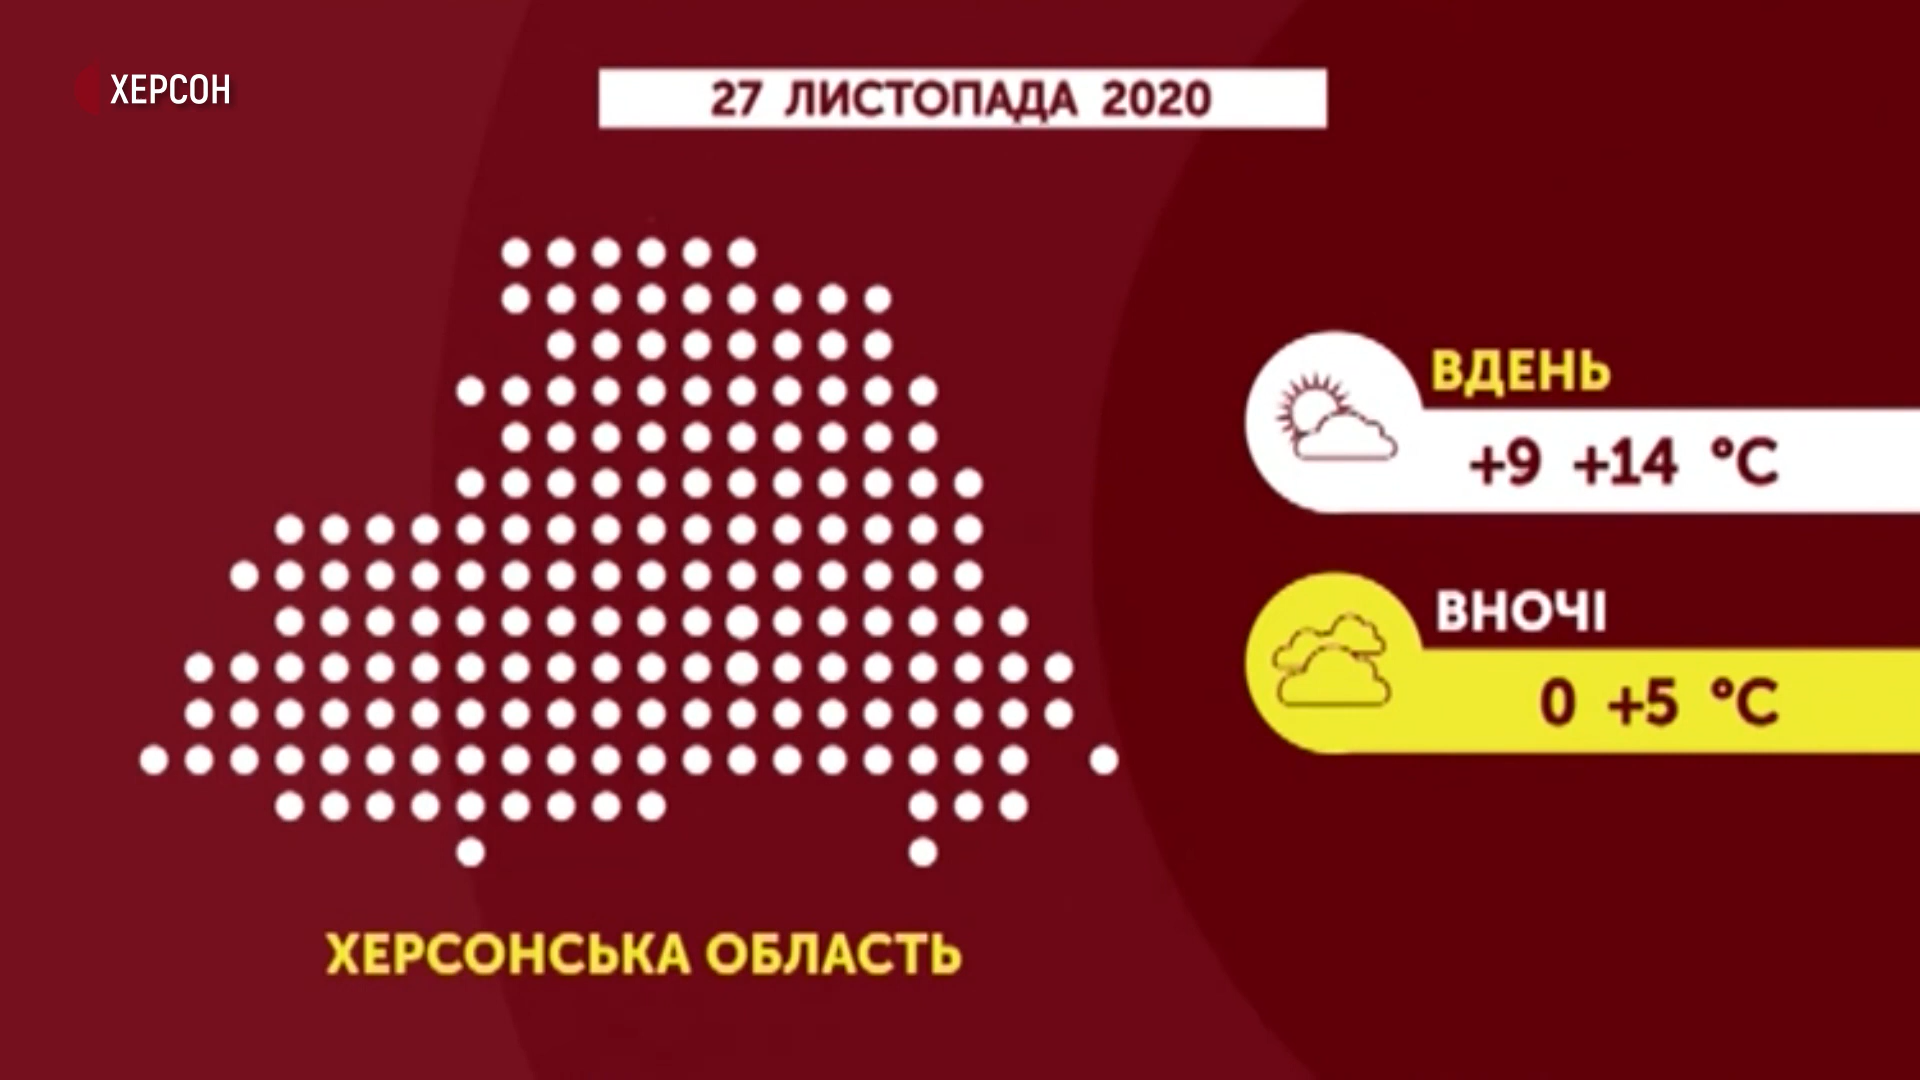 ХЕРСОН
27 ЛИСТОПАДА 2020
ВДЕНЬ
+9 +14 °C
ВНОЧІ
0 +5 °C
ХЕРСОНСЬКА ОБЛАСТЬ